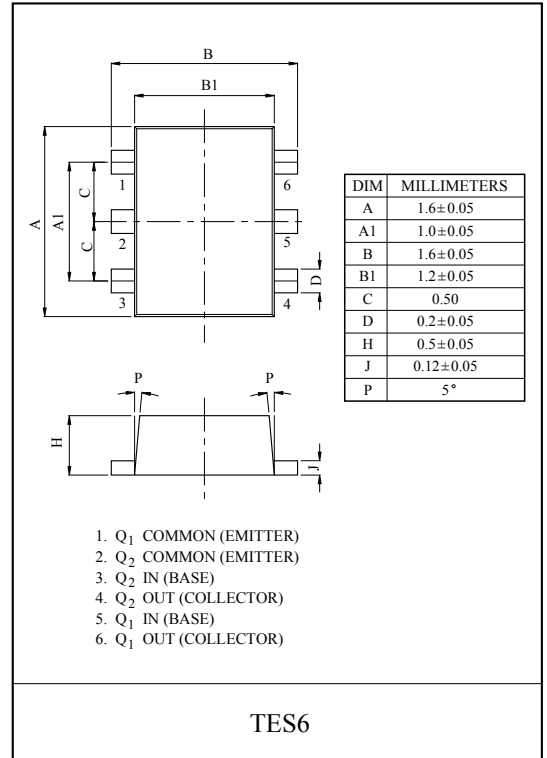 B
B1
1
6
A
A1
C
2
5
C
3
4
D
DIM MILLIMETERS
A 1.6±0.05
A1 1.0±0.05
B 1.6±0.05
B1 1.2±0.05
C 0.50
D 0.2±0.05
H 0.5±0.05
J 0.12±0.05
P 5°
P
P
H
J
1. Q1 COMMON (EMITTER)
2. Q2 COMMON (EMITTER)
3. Q2 IN (BASE)
4. Q2 OUT (COLLECTOR)
5. Q1 IN (BASE)
6. Q1 OUT (COLLECTOR)
TES6